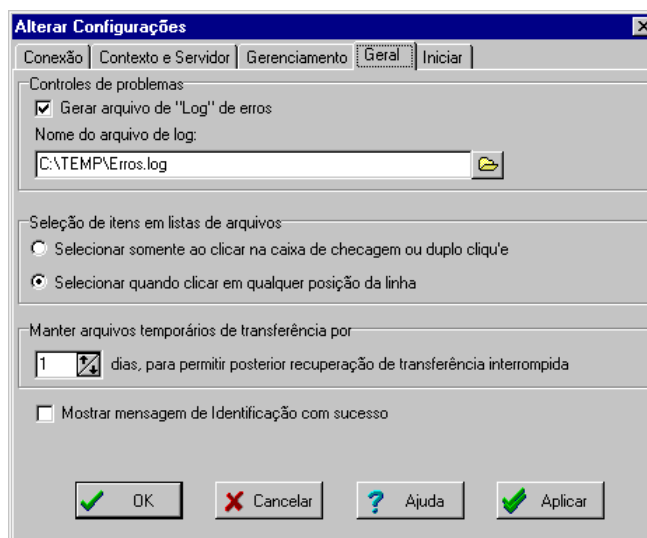 Alterar Configurações
Conexão Contexto e Servidor Gerenciamento Geral Iniciar
Controles de problemas
Gerar arquivo de "Log" de erros
Nome do arquivo de log:
C:\TEMP\Erros.log
Seleção de itens em listas de arquivos
Selecionar somente ao clicar na caixa de checagem ou duplo cliqu'e
Selecionar quando clicar em qualquer posição da linha
Manter arquivos temporários de transferência por
1 dias, para permitir posterior recuperação de transferência interrompida
Mostrar mensagem de Identificação com sucesso
OK Cancelar Ajuda Aplicar